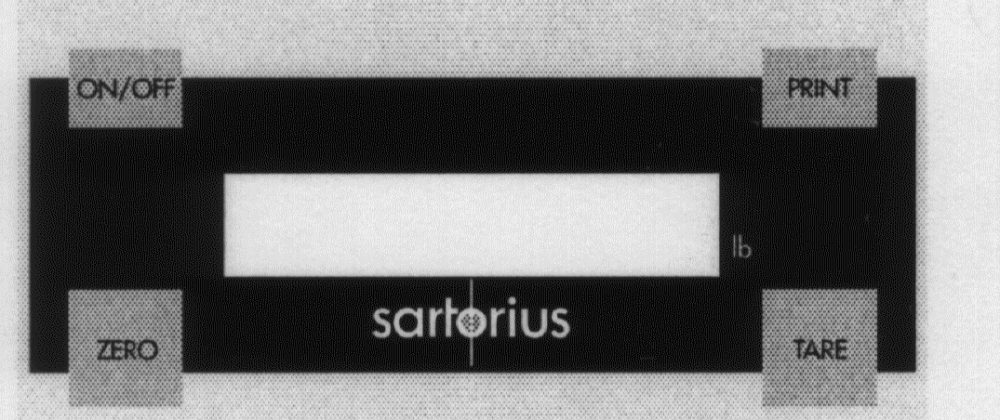 ON/OFF
PRINT
lb
sartorius
ZERO
TARE